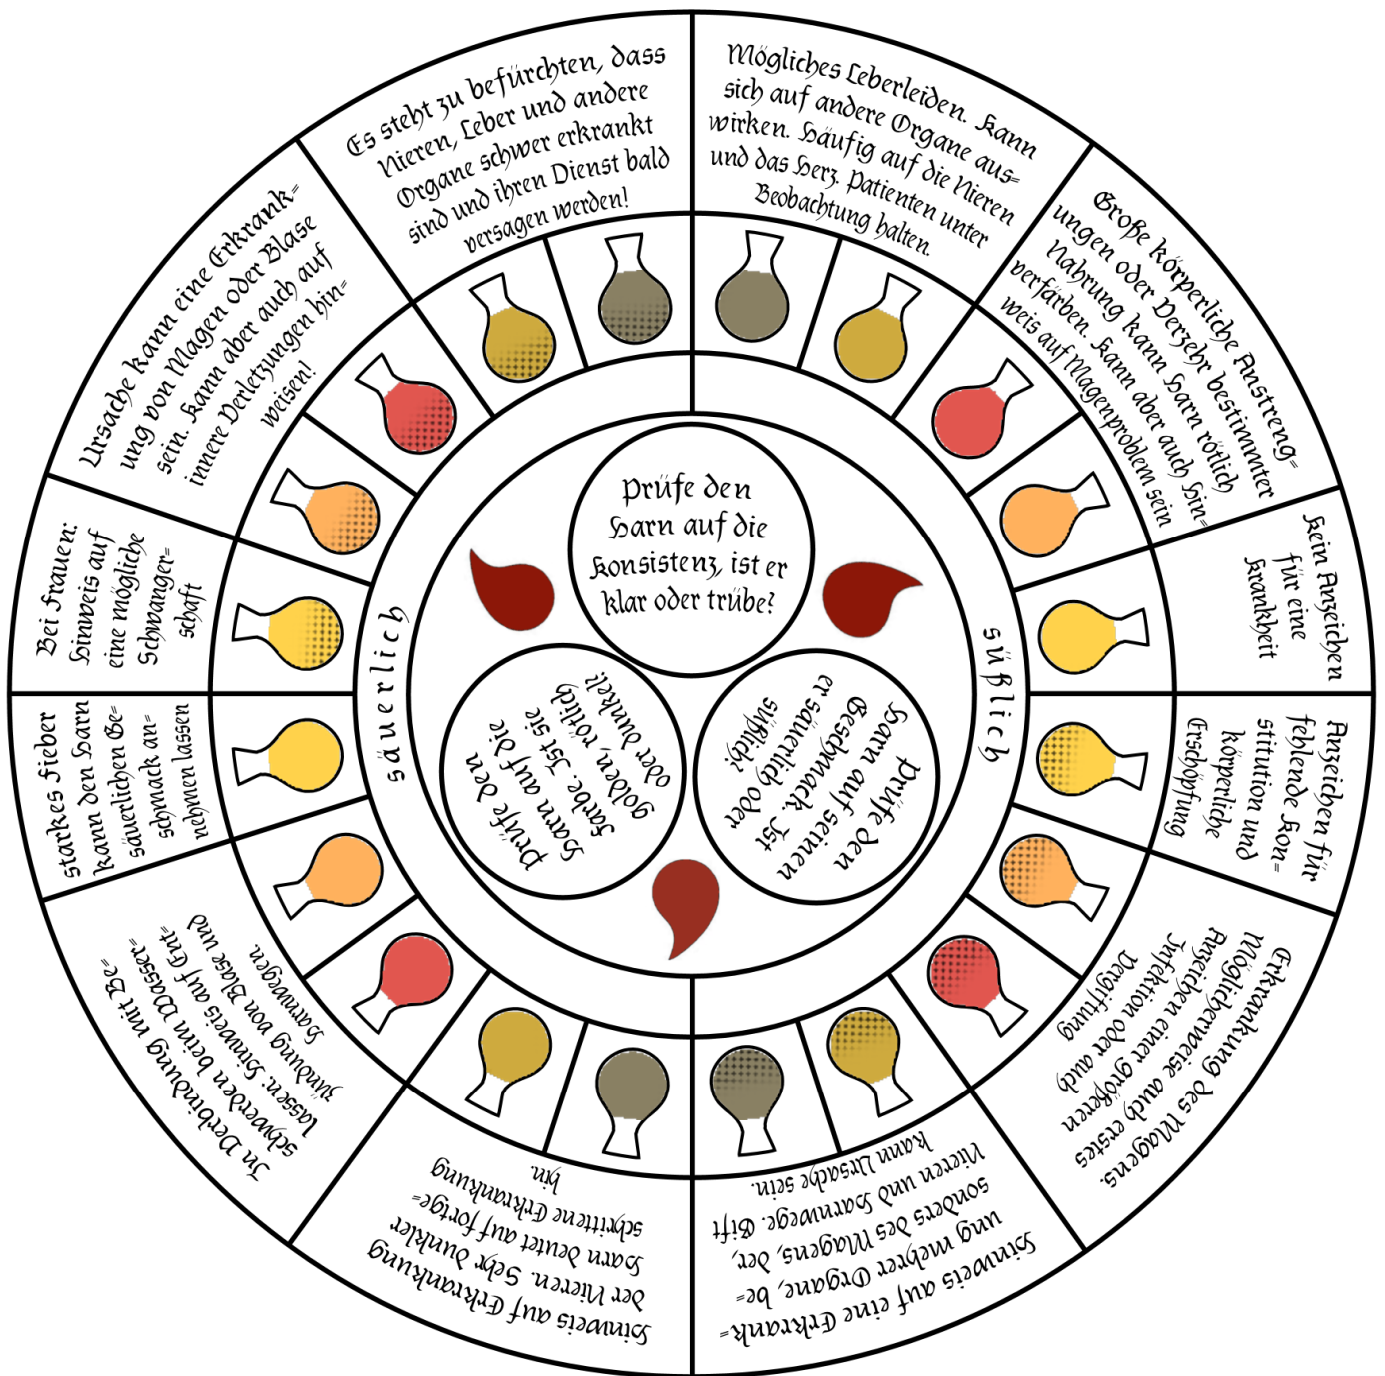 Prüfe den
Harn auf die
Konsistenz, ist er
klar oder trübe?
Prüfe den
Harn auf seinen
Geschmack. Ist
er säuerlich oder
süßlich?
Prüfe den
Harn auf die
Farbe. Ist sie
golden, rötlich
oder dunkel?
säuerlich
süßlich
Mögliches Leberleiden. Kann
sich auf andere Organe aus=
wirken. Häufig auf die Nieren
und das Herz. Patienten unter
Beobachtung halten.
Große körperliche Anstreng=
ungen oder Verzehr bestimmter
Nahrung kann Harn rötlich
verfärben. Kann aber auch Hin=
weis auf Magenproblem sein
Kein Anzeichen
für eine
Krankheit
Anzeichen für
fehlende Kon=
stitution und
körperliche
Erschöpfung
Erkrankung des Magens.
Möglicherweise auch erstes
Anzeichen einer größeren
Infektion oder auch
Vergiftung
Hinweis auf eine Erkrank=
ung mehrer Organe, be=
sonders des Magens, der,
Nieren und Harnwege. Gift
kann Ursache sein.
Hinweis auf Erkrankung
der Nieren. Sehr dunkler
Harn deutet auf fortge=
schrittene Erkrankung
hin.
In Verbindung mit Be=
schwerden beim Wasser=
lassen: Hinweis auf Ent=
zündung von Blase und
Harnwegen.
Starkes Fieber
kann den Harn
säuerlichen Ge=
schmack an=
nehmen lassen
Bei Frauen:
Hinweis auf
eine mögliche
Schwanger=
schaft
Ursache kann eine Erkrank=
ung von Magen oder Blase
sein. Kann aber auch auf
innere Verletzungen hin=
weisen!
Es steht zu befürchten, dass
Nieren, Leber und andere
Organe schwer erkrankt
sind und ihren Dienst bald
versagen werden!